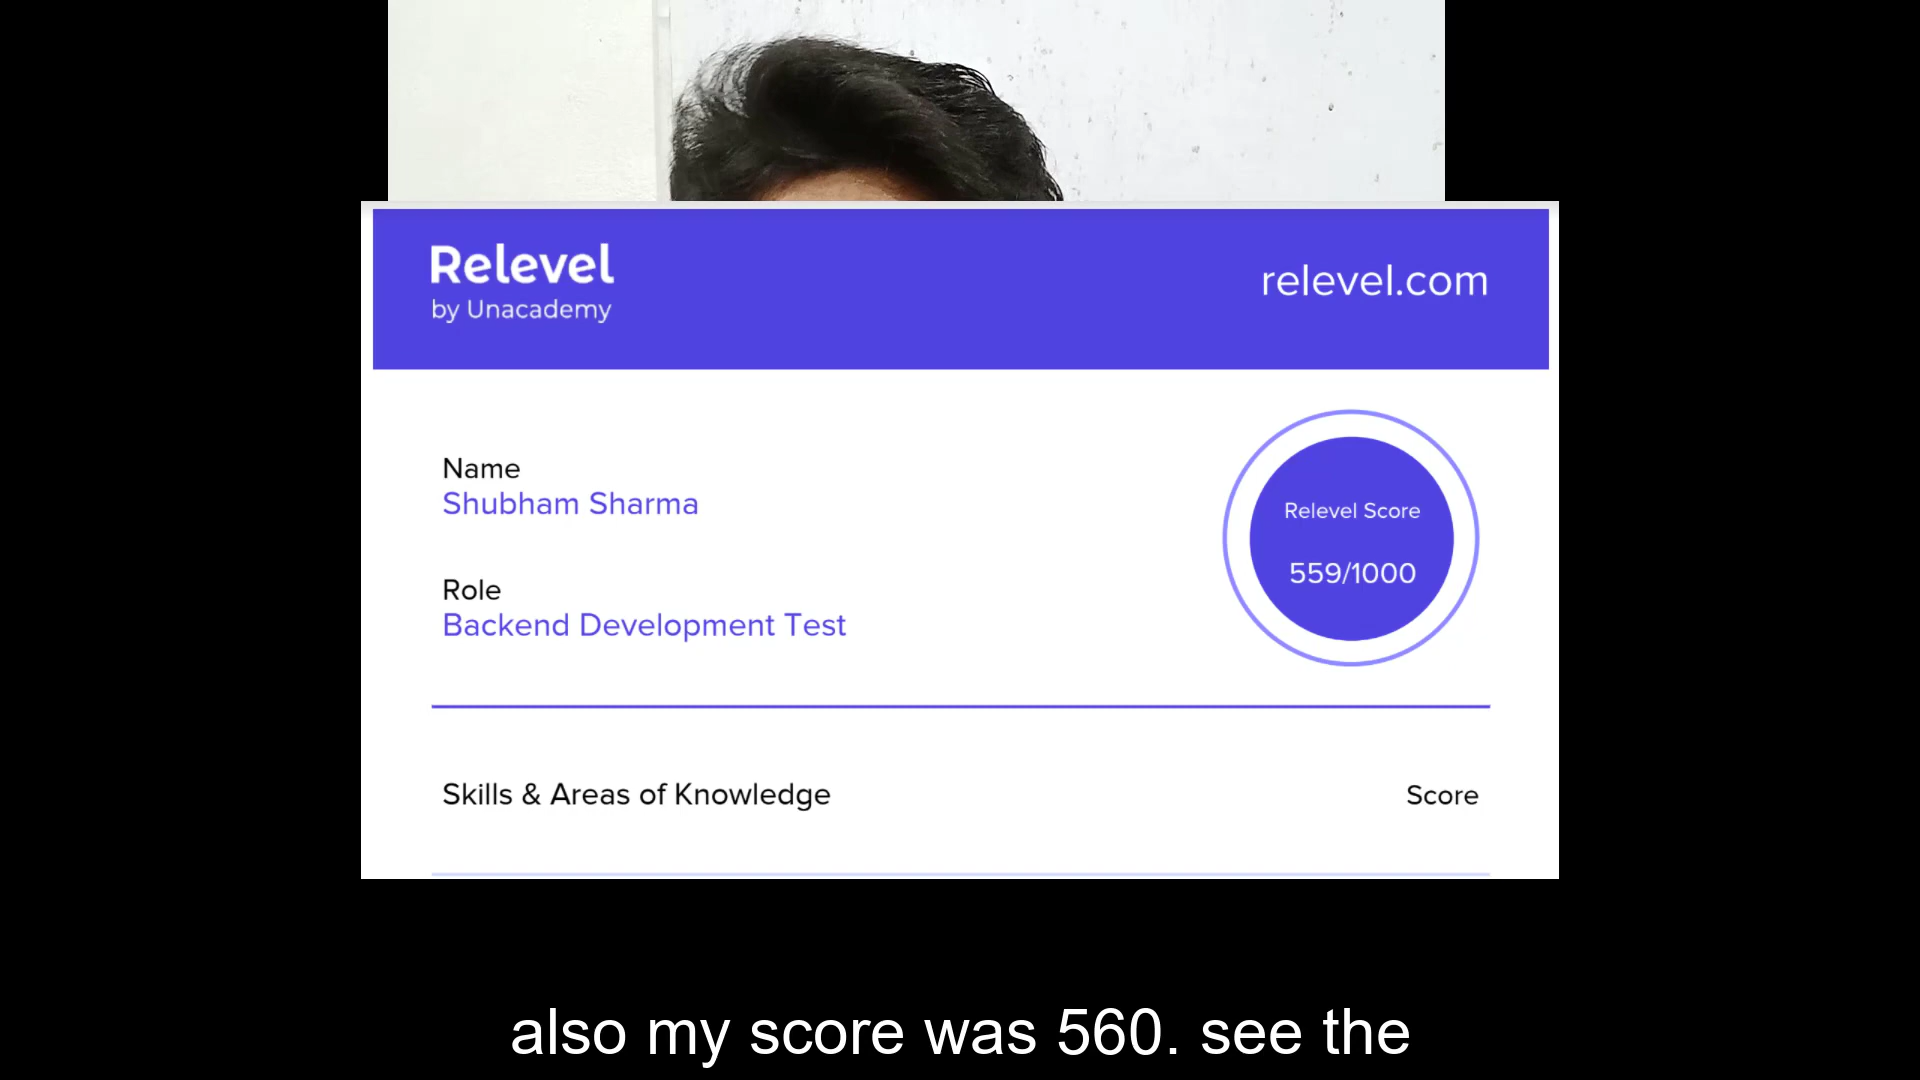 Relevel
by Unacademy
relevel.com
Name
Shubham Sharma
Role
Backend Development Test
Relevel Score
559/1000
Skills & Areas of Knowledge
Score
also my score was 560. see the